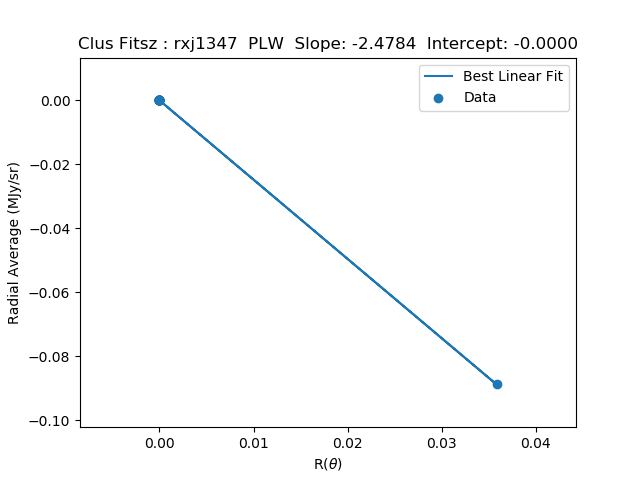 Clus Fitsz : rxj1347  PLW  Slope: -2.4784  Intercept: -0.0000
Best Linear Fit
Data
0.00
−0.02
−0.04
−0.06
−0.08
−0.10
Radial Average (MJy/sr)
0.00 0.01 0.02 0.03 0.04
R(θ)